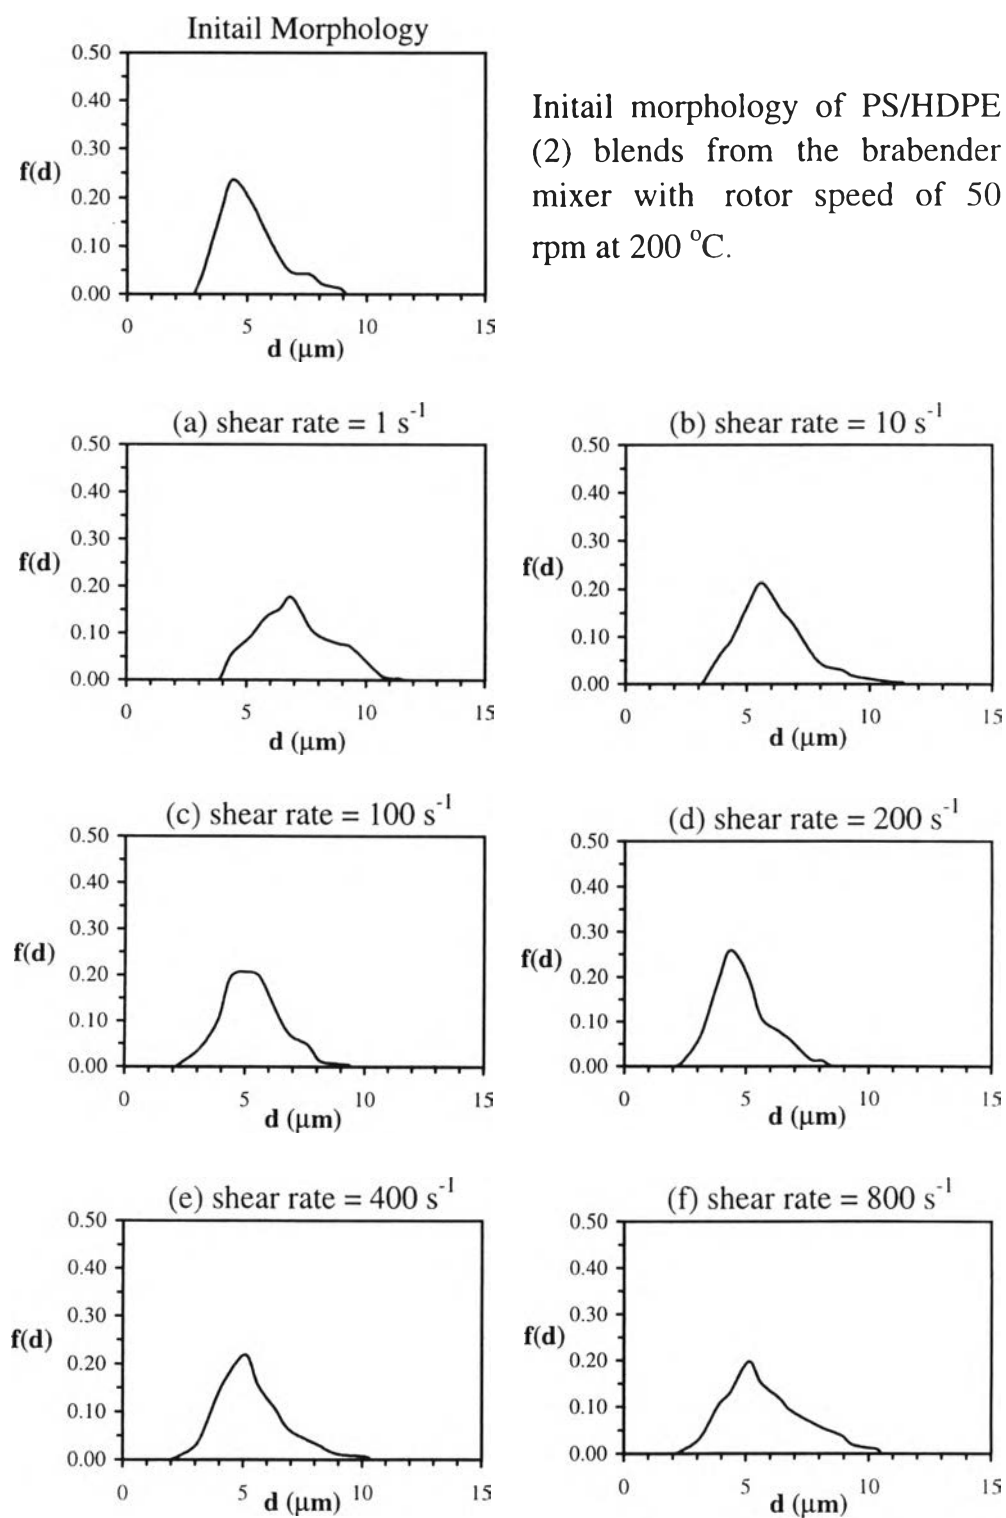 Initail Morphology
0.50
0.40
0.30
f(d)
0.20
0.10
0.00
0 5 10 15
d (μm)
Initail morphology of PS/HDPE
(2) blends from the brabender
mixer with rotor speed of 50
rpm at 200 °C.
(a) shear rate = 1 s⁻¹
0.50
0.40
0.30
f(d)
0.20
0.10
0.00
0 5 10 15
d (μm)
(b) shear rate = 10 s⁻¹
0.50
0.40
0.30
f(d)
0.20
0.10
0.00
0 5 10 15
d (μm)
(c) shear rate = 100 s⁻¹
0.50
0.40
0.30
f(d)
0.20
0.10
0.00
0 5 10 15
d (μm)
(d) shear rate = 200 s⁻¹
0.50
0.40
0.30
f(d)
0.20
0.10
0.00
0 5 10 15
d (μm)
(e) shear rate = 400 s⁻¹
0.50
0.40
0.30
f(d)
0.20
0.10
0.00
0 5 10 15
d (μm)
(f) shear rate = 800 s⁻¹
0.50
0.40
0.30
f(d)
0.20
0.10
0.00
0 5 10 15
d (μm)